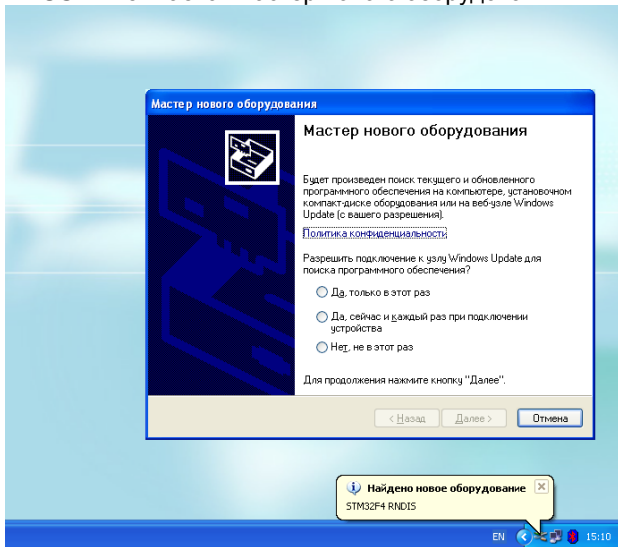 Мастер нового оборудования
Мастер нового оборудования
Будет произведен поиск текущего и обновленного
программного обеспечения на компьютере, установочном
компакт-диске оборудования или на веб-узле Windows
Update (с вашего разрешения).
Политика конфиденциальности
Разрешить подключение к узлу Windows Update для
поиска программного обеспечения?
Да, только в этот раз
Да, сейчас и каждый раз при подключении
устройства
Нет, не в этот раз
Для продолжения нажмите кнопку "Далее".
< Назад Далее > Отмена
Найдено новое оборудование
STM32F4 RNDIS
EN 15:10